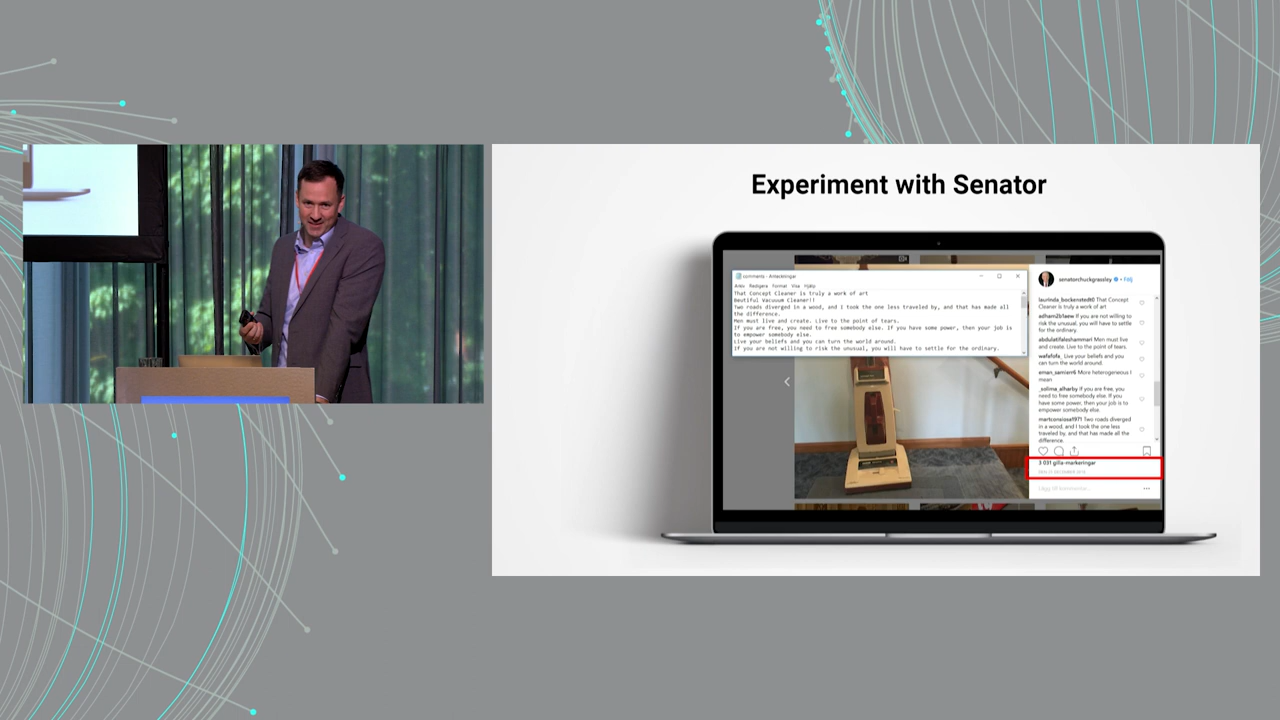 Experiment with Senator
comments - Anteckningar
Arkiv Redigera Format Visa Hjälp
That Concept Cleaner is truly a work of art
Beutiful Vacuuum Cleaner!!
Two roads diverged in a wood, and I took the one less traveled by, and that has made all
the difference.
Men must live and create. Live to the point of tears.
If you are free, you need to free somebody else. If you have some power, then your job is
to empower somebody else.
Live your beliefs and you can turn the world around.
If you are not willing to risk the unusual, you will have to settle for the ordinary.
senatorchuckgrassley • Följ
laurinda_bockenstedt6 That Concept
Cleaner is truly a work of art
If you are not willing to
risk the unusual, you will have to settle
for the ordinary
abdullatifalashammari Men must live
and create. Live to the point of tears.
wafafofa_ Live your beliefs and you
can turn the world around.
eman_samierr6 More heterogeneous I
mean
_salima_alharby If you are free, you
need to free somebody else. If you
have some power, then your job is to
empower somebody else.
Two roads diverged
in a wood, and I took the one less
traveled by, and that has made all the
difference.
3 031 gilla-markeringar